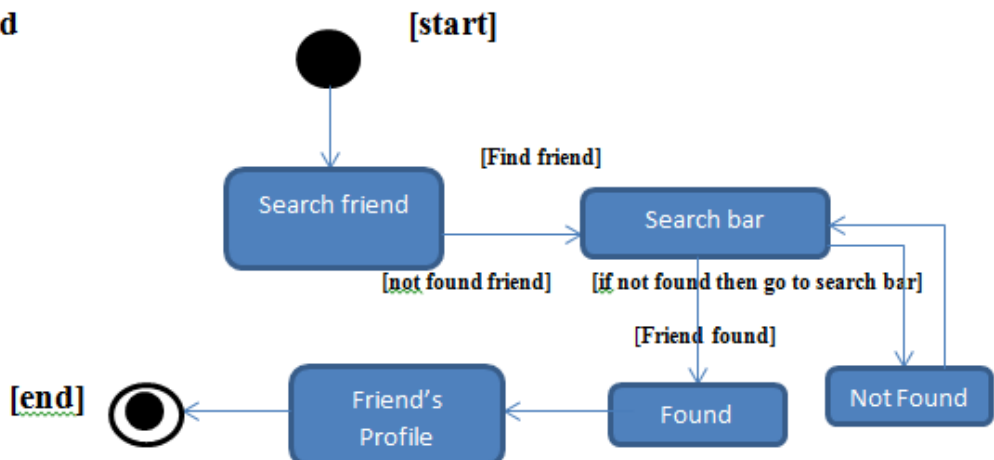 d
[start]
[Find friend]
Search friend
Search bar
[not found friend]
[if not found then go to search bar]
[Friend found]
[end]
Friend's
Profile
Found
Not Found